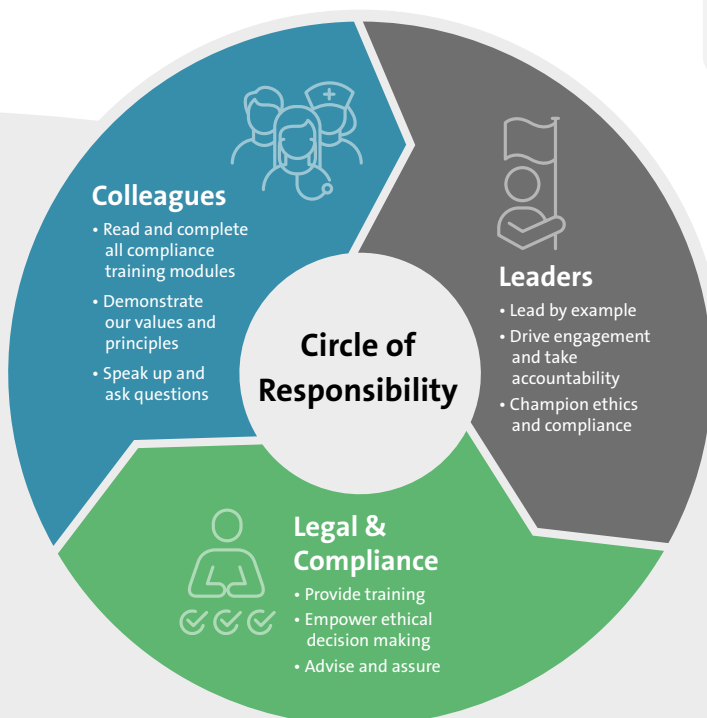 Colleagues
• Read and complete
all compliance
training modules
• Demonstrate
our values and
principles
• Speak up and
ask questions
Leaders
• Lead by example
• Drive engagement
and take
accountability
• Champion ethics
and compliance
Circle of
Responsibility
Legal &
Compliance
• Provide training
• Empower ethical
decision making
• Advise and assure